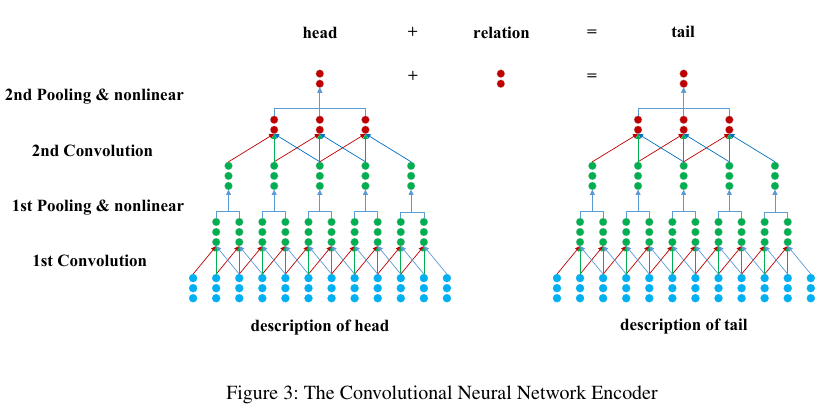 head + relation = tail
+ =
2nd Pooling & nonlinear
2nd Convolution
1st Pooling & nonlinear
1st Convolution
description of head
description of tail
Figure 3: The Convolutional Neural Network Encoder